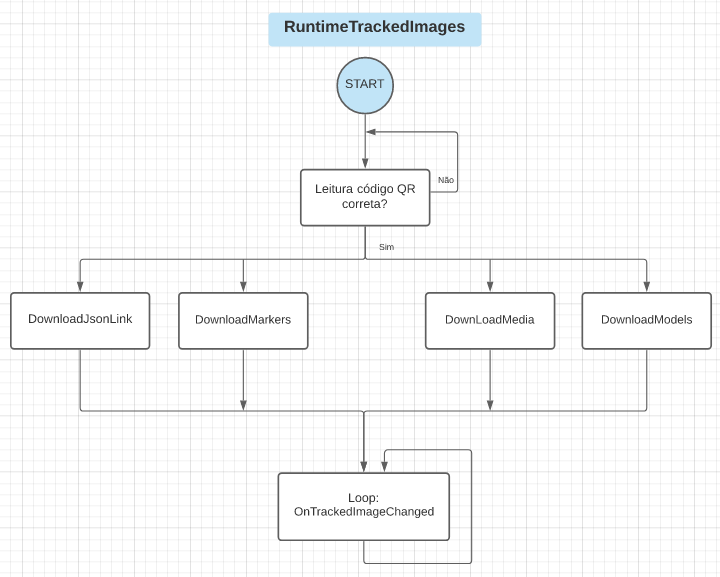 RuntimeTrackedImages
START
Leitura código QR
correta?
Não
Sim
DownloadJsonLink
DownloadMarkers
DownLoadMedia
DownloadModels
Loop:
OnTrackedImageChanged